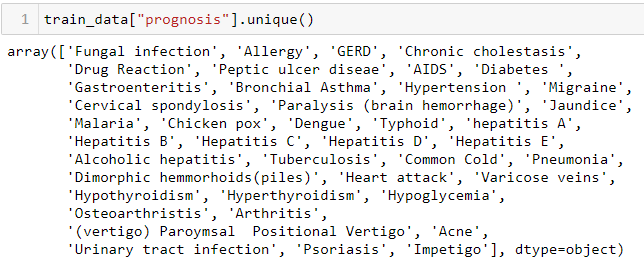 1 train_data["prognosis"].unique()
array(['Fungal infection', 'Allergy', 'GERD', 'Chronic cholestasis',
'Drug Reaction', 'Peptic ulcer diseae', 'AIDS', 'Diabetes ',
'Gastroenteritis', 'Bronchial Asthma', 'Hypertension ', 'Migraine',
'Cervical spondylosis', 'Paralysis (brain hemorrhage)', 'Jaundice',
'Malaria', 'Chicken pox', 'Dengue', 'Typhoid', 'hepatitis A',
'Hepatitis B', 'Hepatitis C', 'Hepatitis D', 'Hepatitis E',
'Alcoholic hepatitis', 'Tuberculosis', 'Common Cold', 'Pneumonia',
'Dimorphic hemmorhoids(piles)', 'Heart attack', 'Varicose veins',
'Hypothyroidism', 'Hyperthyroidism', 'Hypoglycemia',
'Osteoarthristis', 'Arthritis',
'(vertigo) Paroymsal  Positional Vertigo', 'Acne',
'Urinary tract infection', 'Psoriasis', 'Impetigo'], dtype=object)